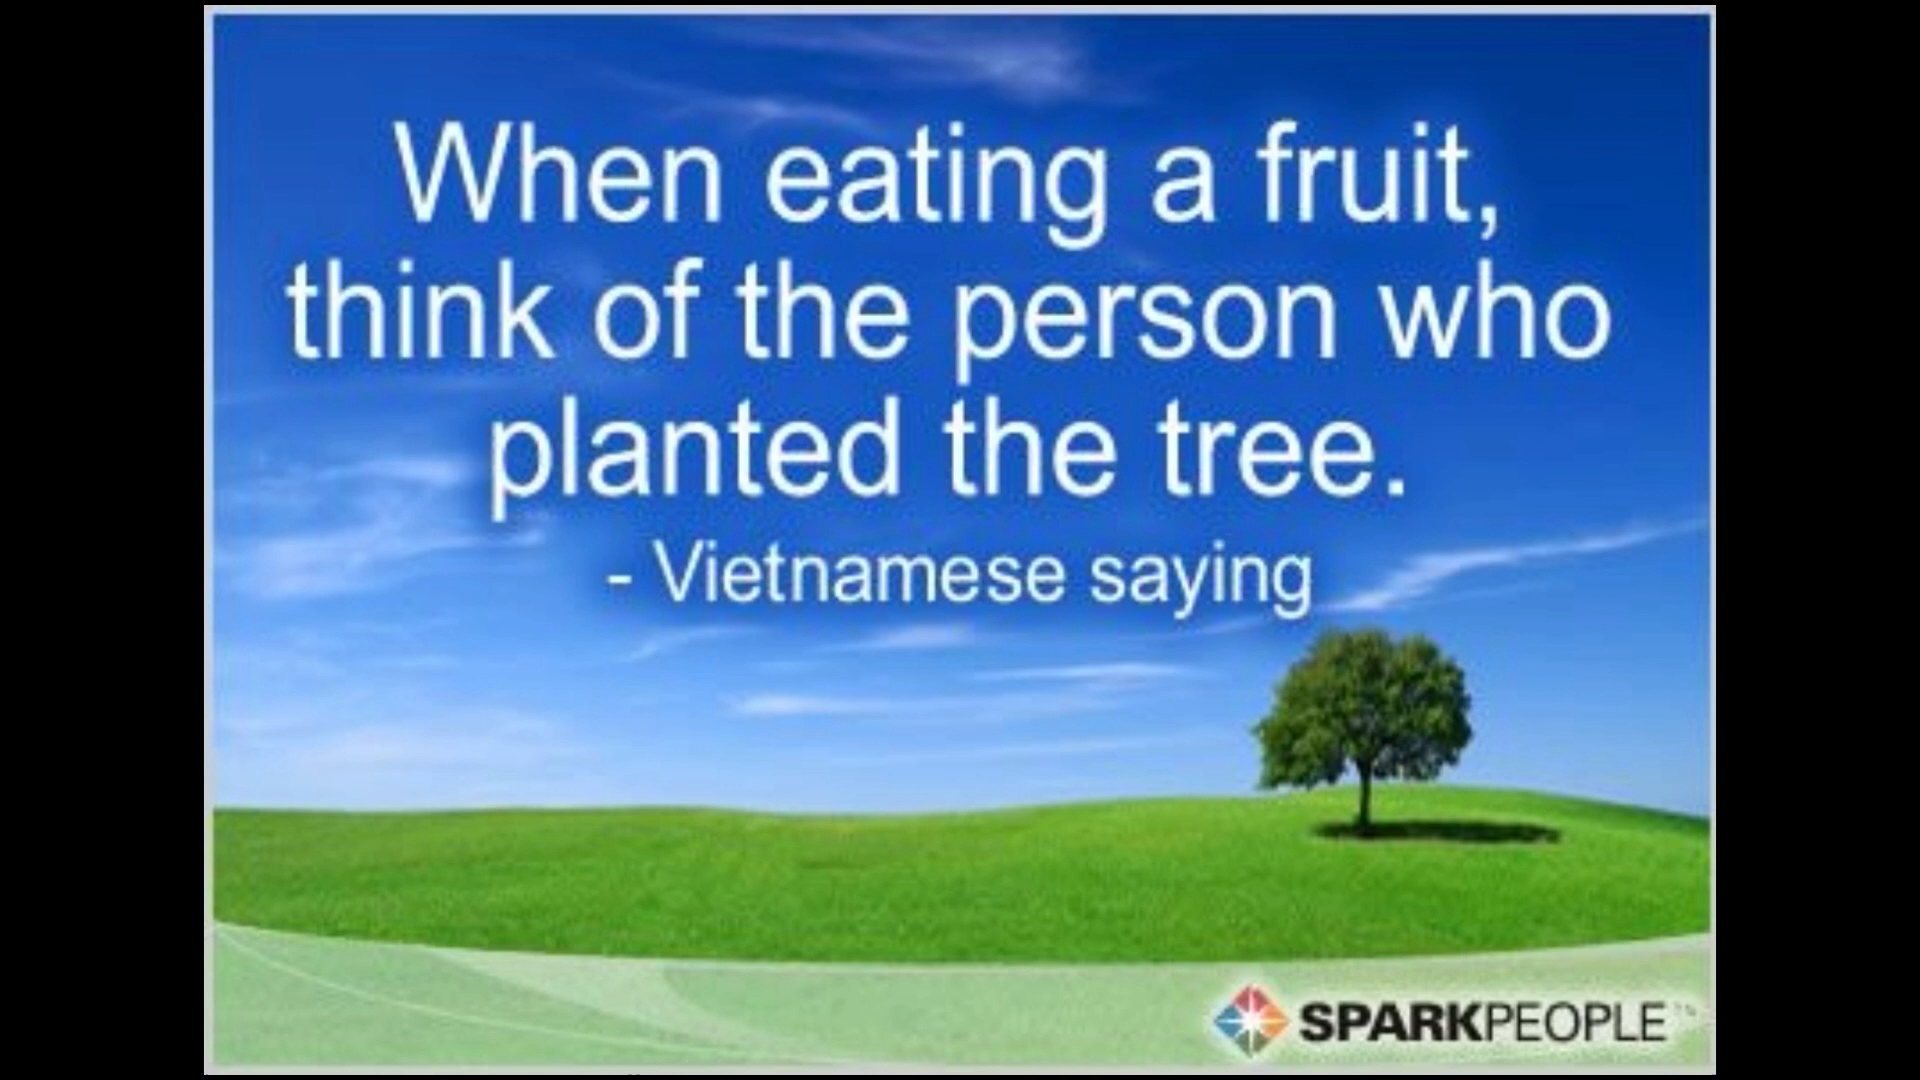 When eating a fruit,
think of the person who
planted the tree.
- Vietnamese saying
SPARKPEOPLE